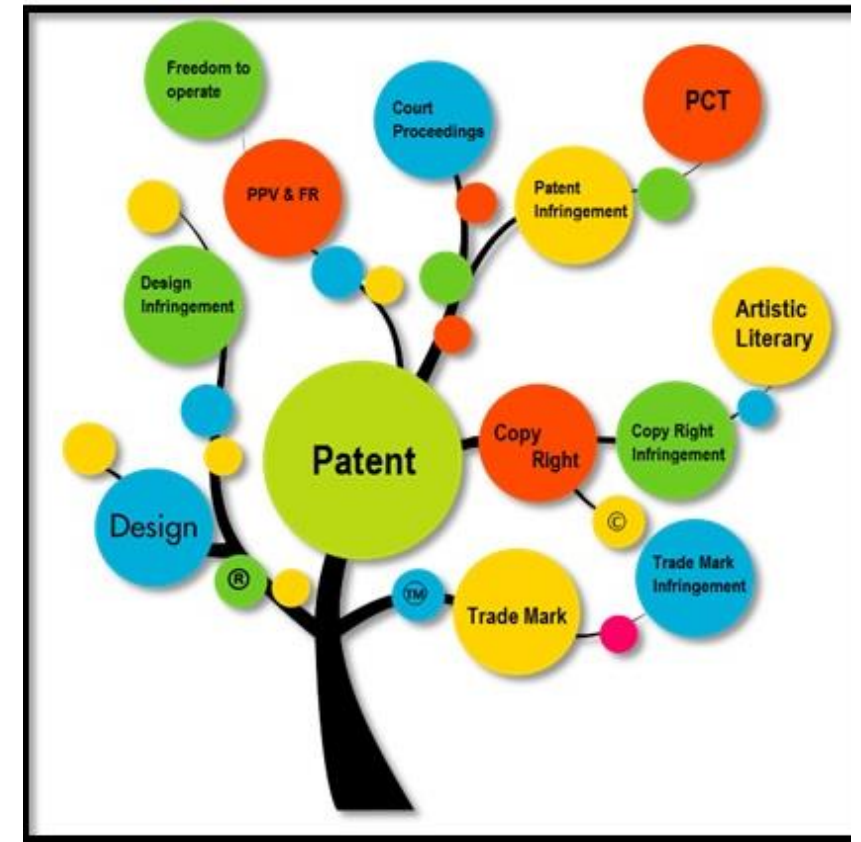 Freedom to
operate
Court
Proceedings
PCT
PPV & FR
Patent
Infringement
Design
Infringement
Artistic
Literary
Patent
Copy
Right
Copy Right
Infringement
Design
©
®
™
Trade Mark
Infringement
Trade Mark